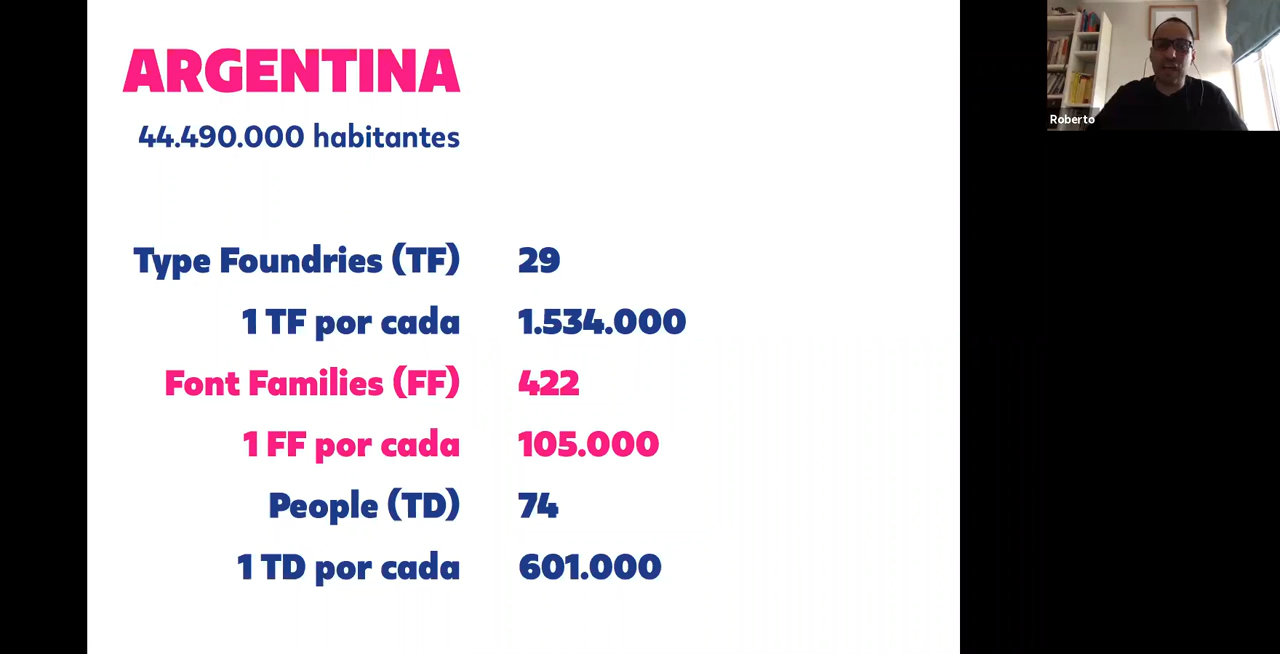 ARGENTINA
44.490.000 habitantes
Type Foundries (TF) 29
1 TF por cada 1.534.000
Font Families (FF) 422
1 FF por cada 105.000
People (TD) 74
1 TD por cada 601.000
Roberto